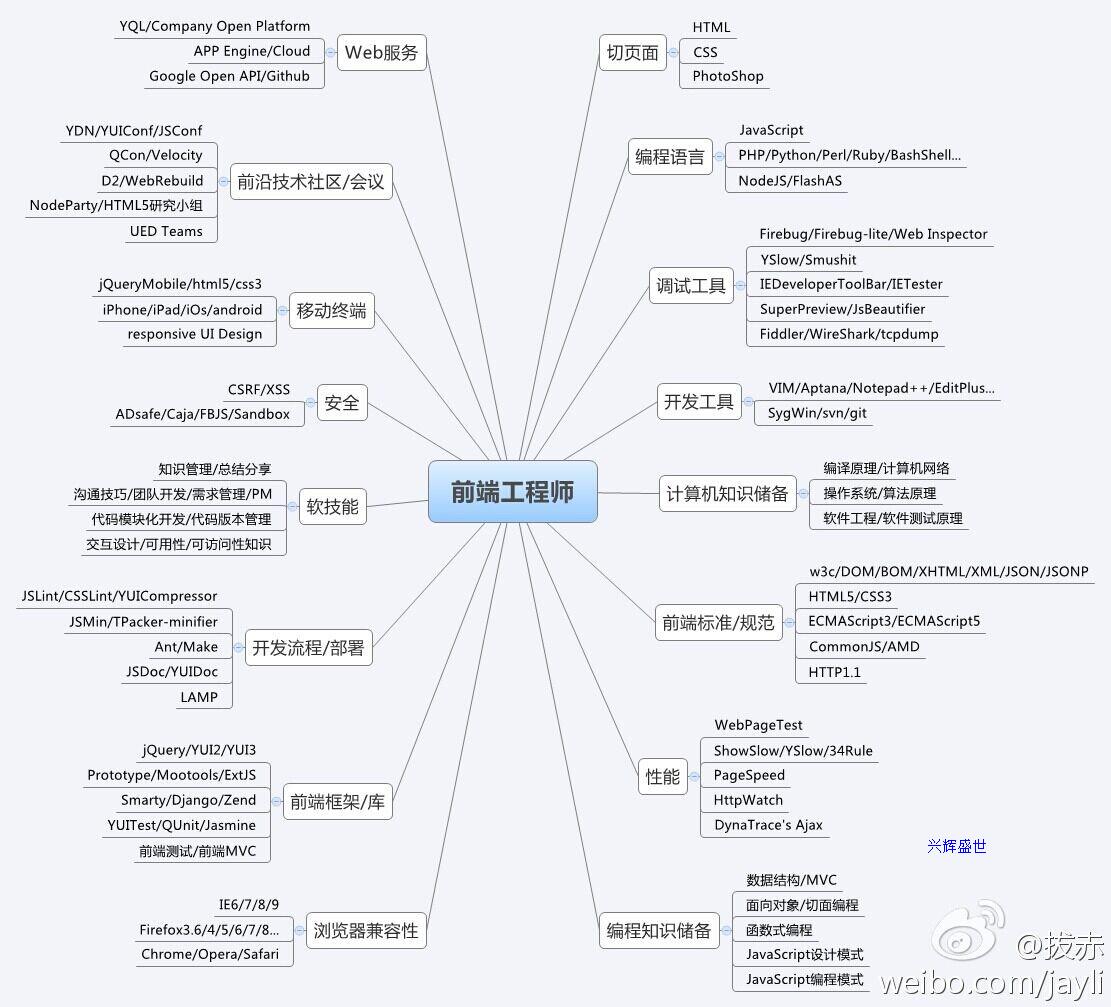 前端工程师
切页面
HTML
CSS
PhotoShop
编程语言
JavaScript
PHP/Python/Perl/Ruby/BashShell...
NodeJS/FlashAS
调试工具
Firebug/Firebug-lite/Web Inspector
YSlow/Smushit
IEDeveloperToolBar/IETester
SuperPreview/JsBeautifier
Fiddler/WireShark/tcpdump
开发工具
VIM/Aptana/Notepad++/EditPlus...
SygWin/svn/git
计算机知识储备
编译原理/计算机网络
操作系统/算法原理
软件工程/软件测试原理
前端标准/规范
w3c/DOM/BOM/XHTML/XML/JSON/JSONP
HTML5/CSS3
ECMAScript3/ECMAScript5
CommonJS/AMD
HTTP1.1
性能
WebPageTest
ShowSlow/YSlow/34Rule
PageSpeed
HttpWatch
DynaTrace's Ajax
编程知识储备
数据结构/MVC
面向对象/切面编程
函数式编程
JavaScript设计模式
JavaScript编程模式
Web服务
YQL/Company Open Platform
APP Engine/Cloud
Google Open API/Github
前沿技术社区/会议
YDN/YUIConf/JSConf
QCon/Velocity
D2/WebRebuild
NodeParty/HTML5研究小组
UED Teams
移动终端
jQueryMobile/html5/css3
iPhone/iPad/iOs/android
responsive UI Design
安全
CSRF/XSS
ADsafe/Caja/FBJS/Sandbox
软技能
知识管理/总结分享
沟通技巧/团队开发/需求管理/PM
代码模块化开发/代码版本管理
交互设计/可用性/可访问性知识
开发流程/部署
JSLint/CSSLint/YUICompressor
JSMin/TPacker-minifier
Ant/Make
JSDoc/YUIDoc
LAMP
前端框架/库
jQuery/YUI2/YUI3
Prototype/Mootools/ExtJS
Smarty/Django/Zend
YUITest/QUnit/Jasmine
前端测试/前端MVC
浏览器兼容性
IE6/7/8/9
Firefox3.6/4/5/6/7/8...
Chrome/Opera/Safari
兴辉盛世
@拔赤
weibo.com/jayli